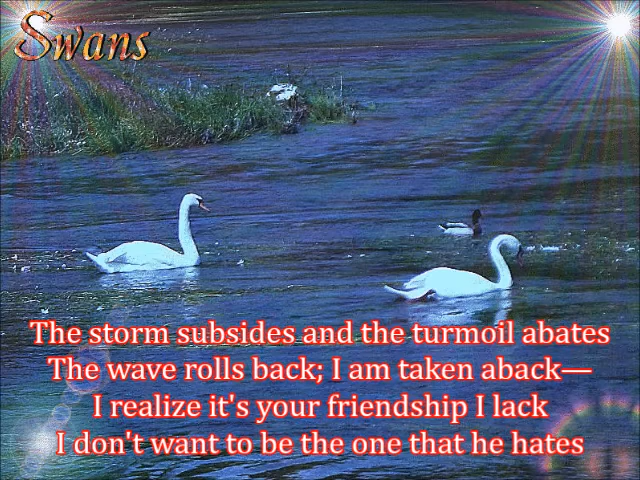 Swans
The storm subsides and the turmoil abates
The wave rolls back; I am taken aback—
I realize it's your friendship I lack
I don't want to be the one that he hates